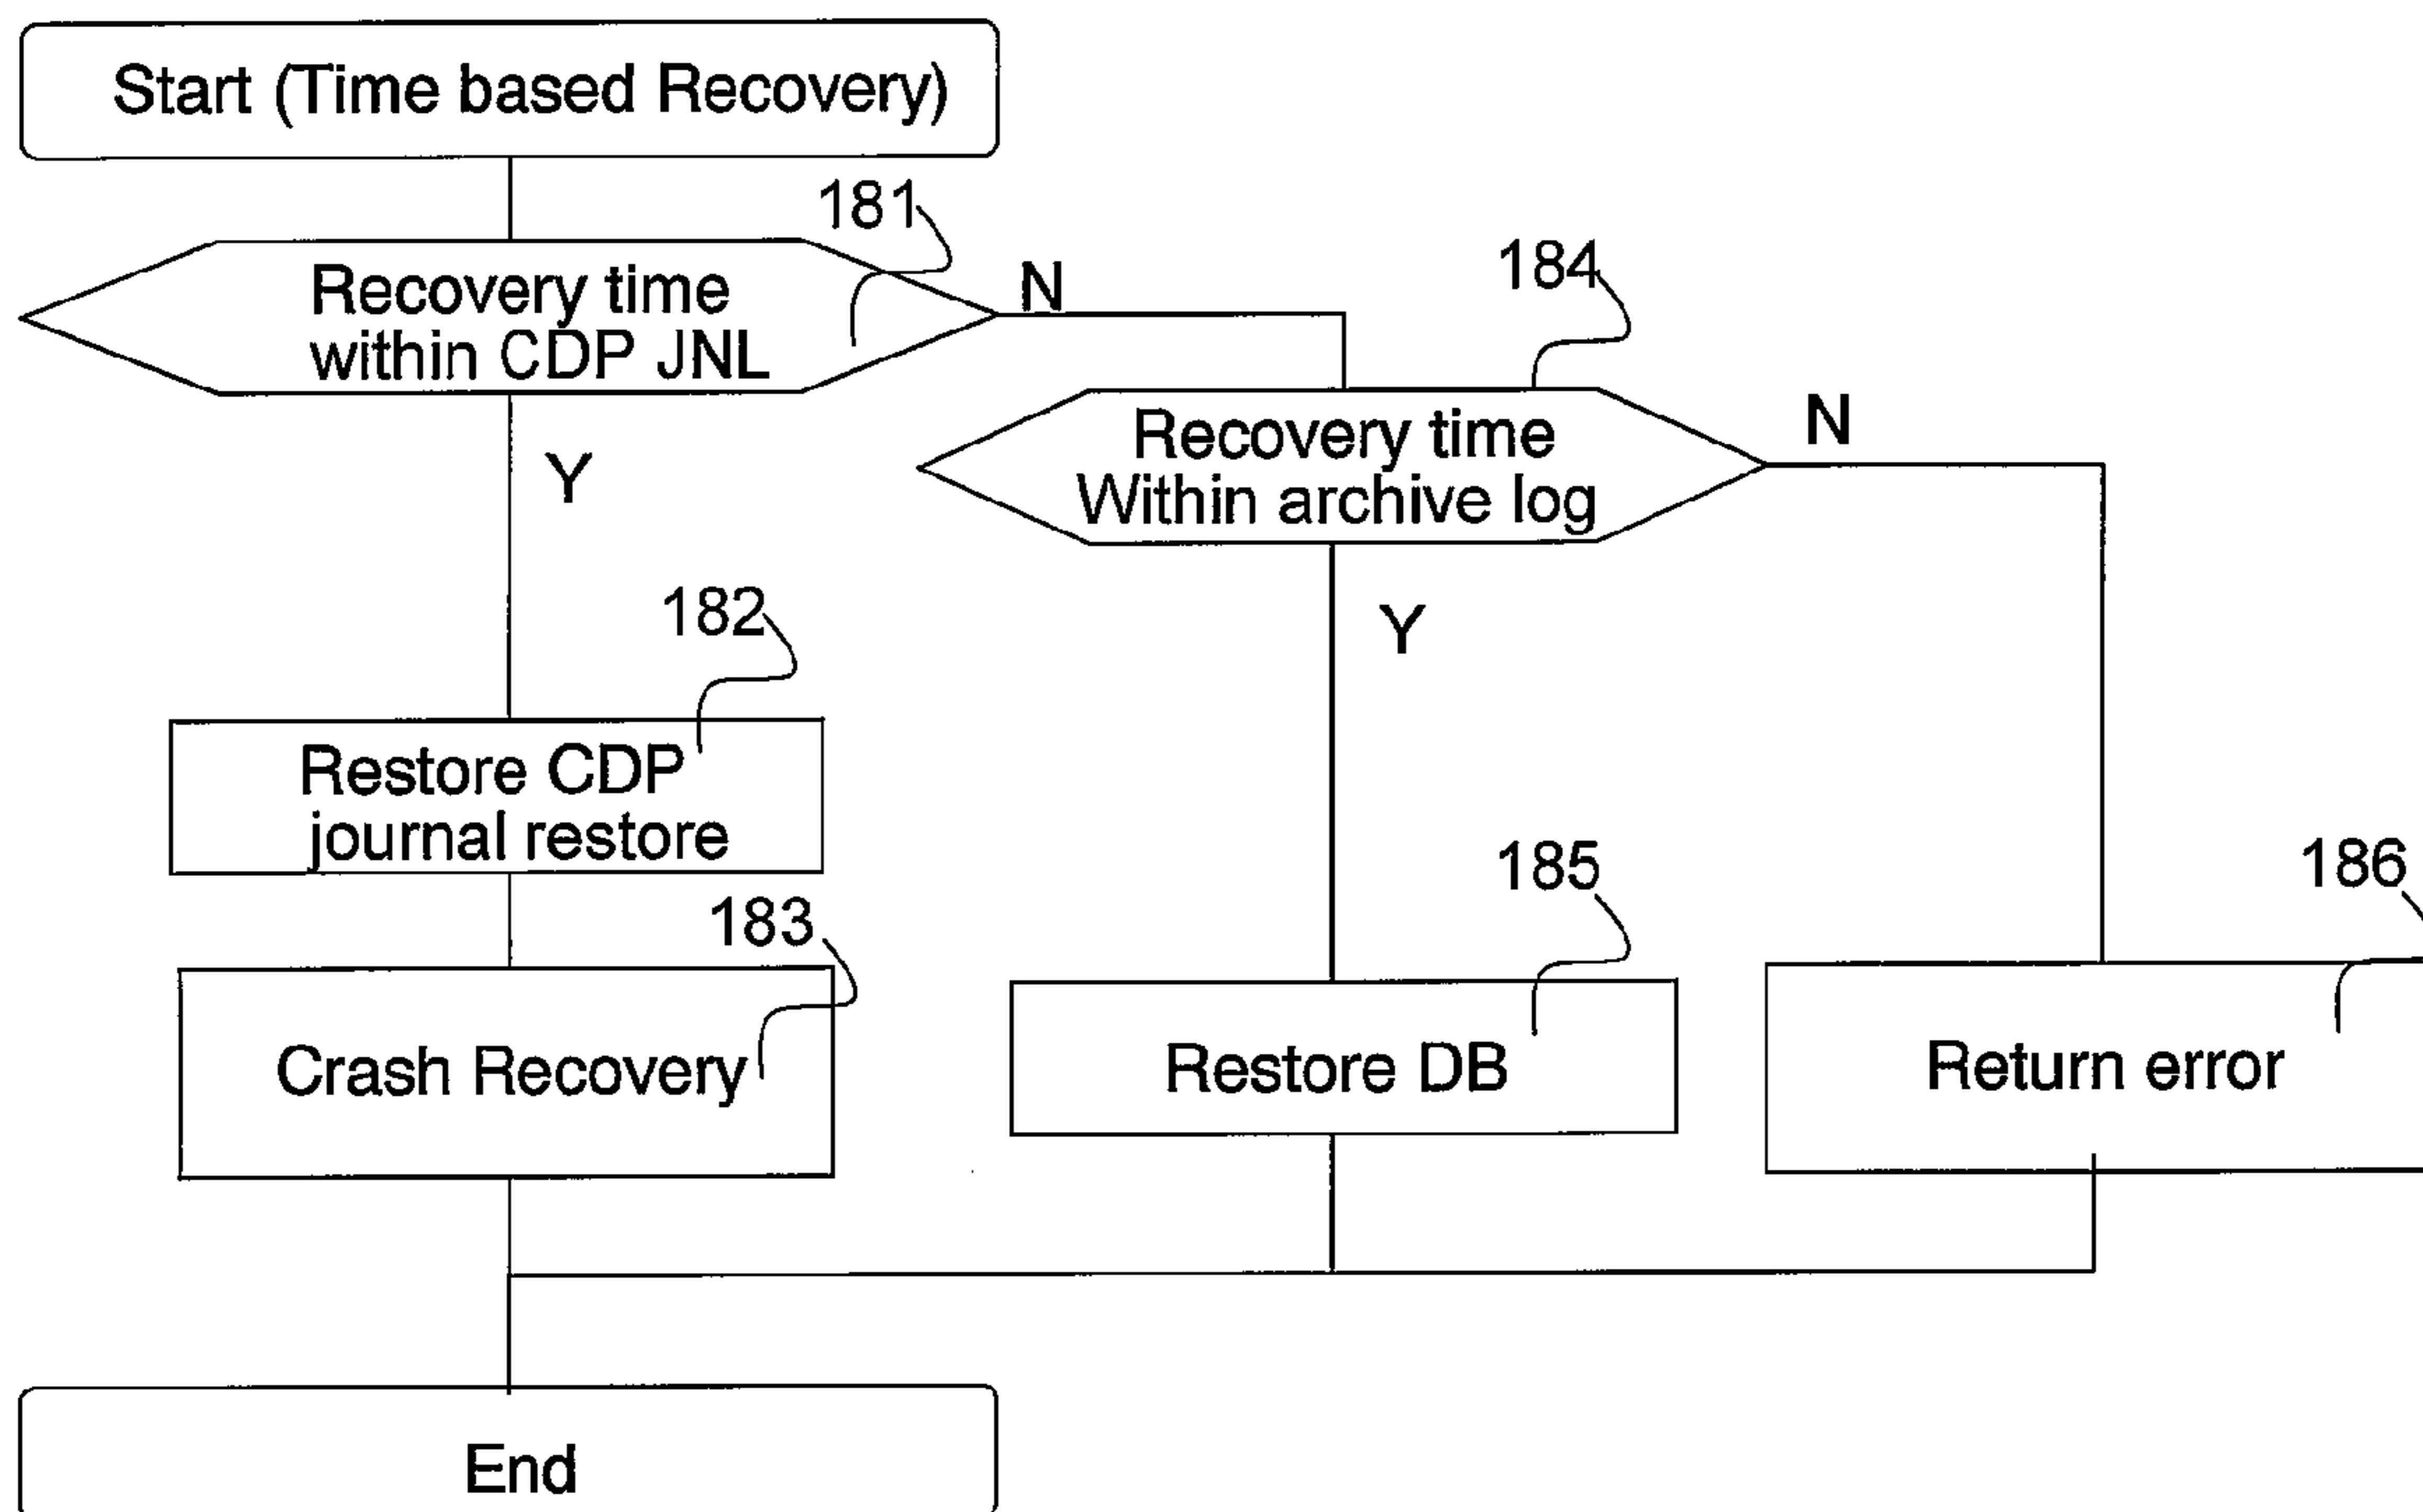 Start (Time based Recovery)
181
Recovery time
within CDP JNL
N
184
Recovery time
Within archive log
N
Y
Y
182
Restore CDP
journal restore
183
Crash Recovery
185
Restore DB
186
Return error
End